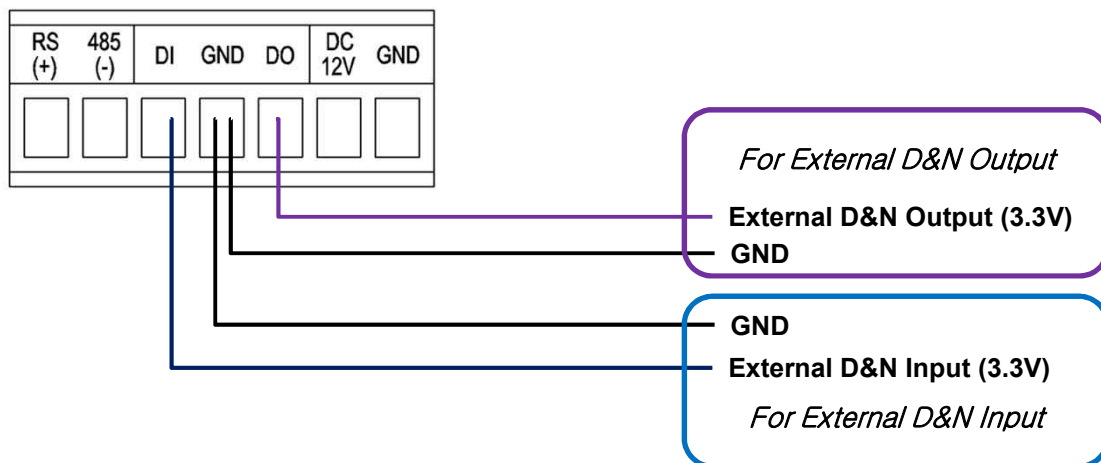 RS 485 DI GND DO DC GND
(+) (-) 12V
For External D&N Output
External D&N Output (3.3V)
GND
GND
External D&N Input (3.3V)
For External D&N Input